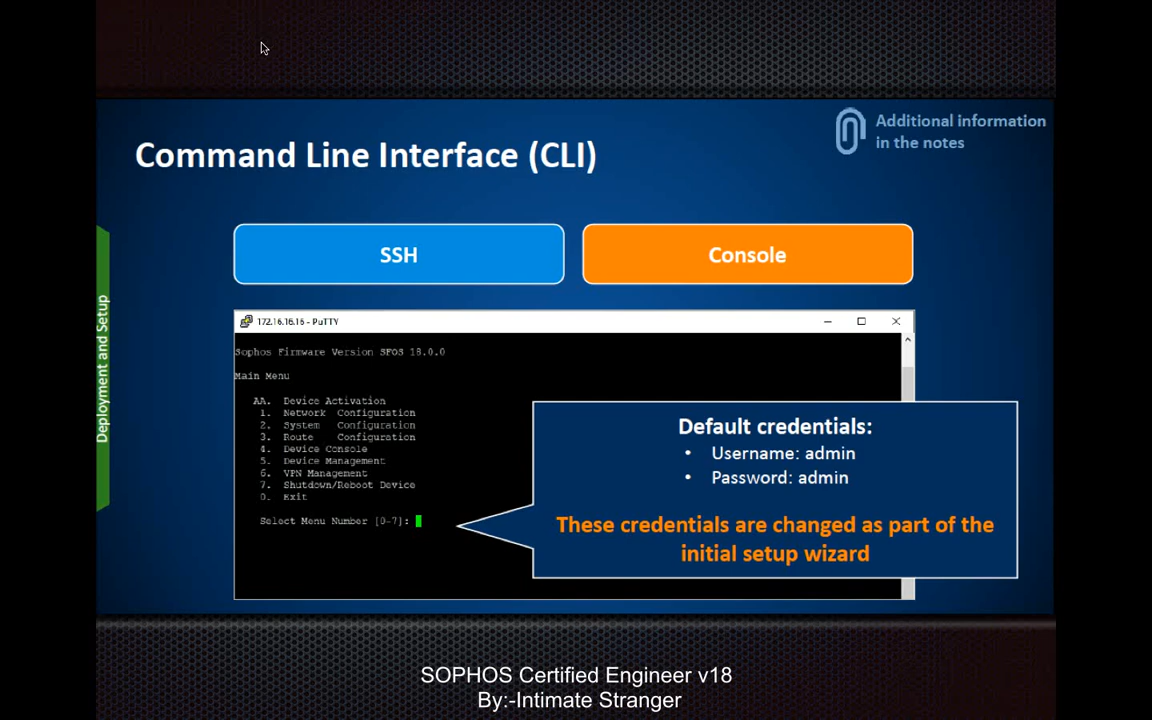 Additional information
in the notes
Command Line Interface (CLI)
SSH
Console
Deployment and Setup
172.16.16.16 - PuTTY
Sophos Firmware Version SFOS 18.0.0
Main Menu
AA. Device Activation
1. Network Configuration
2. System Configuration
3. Route Configuration
4. Device Console
5. Device Management
6. VPN Management
7. Shutdown/Reboot Device
0. Exit
Select Menu Number [0-7]:
Default credentials:
• Username: admin
• Password: admin
These credentials are changed as part of the
initial setup wizard
SOPHOS Certified Engineer v18
By:-Intimate Stranger